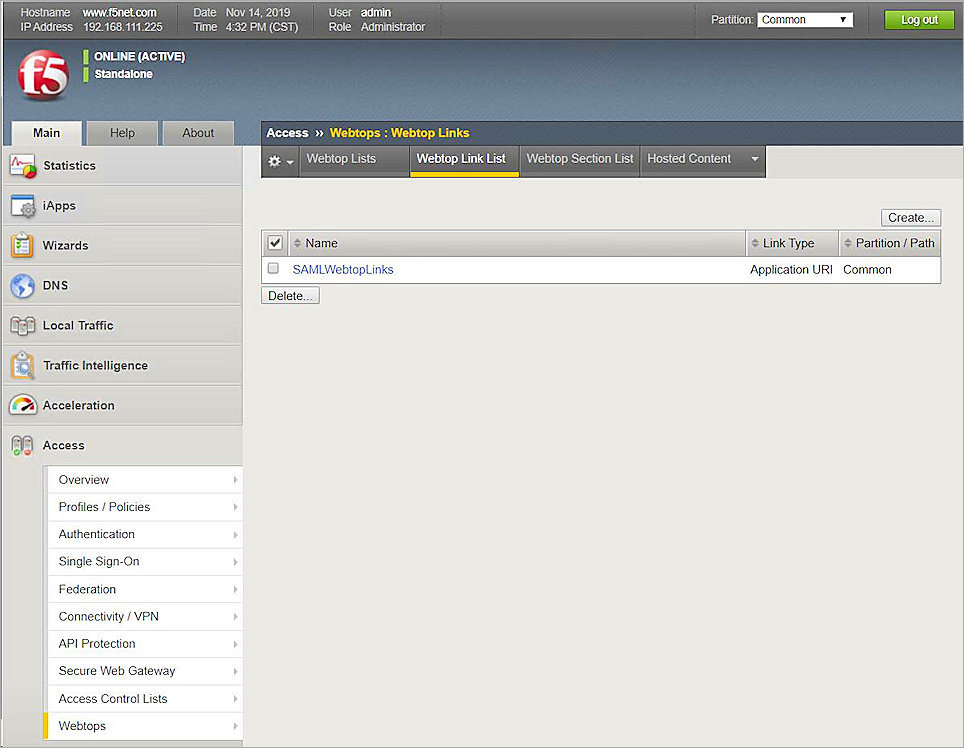 Hostname www.f5net.com Date Nov 14, 2019 User admin
IP Address 192.168.111.225 Time 4:32 PM (CST) Role Administrator
Partition: Common Log out
f5
ONLINE (ACTIVE)
Standalone
Main Help About
Access ›› Webtops : Webtop Links
Webtop Lists Webtop Link List Webtop Section List Hosted Content
Statistics
iApps
Wizards
DNS
Local Traffic
Traffic Intelligence
Acceleration
Access
Overview
Profiles / Policies
Authentication
Single Sign-On
Federation
Connectivity / VPN
API Protection
Secure Web Gateway
Access Control Lists
Webtops
Create...
Name Link Type Partition / Path
SAMLWebtopLinks Application URI Common
Delete...